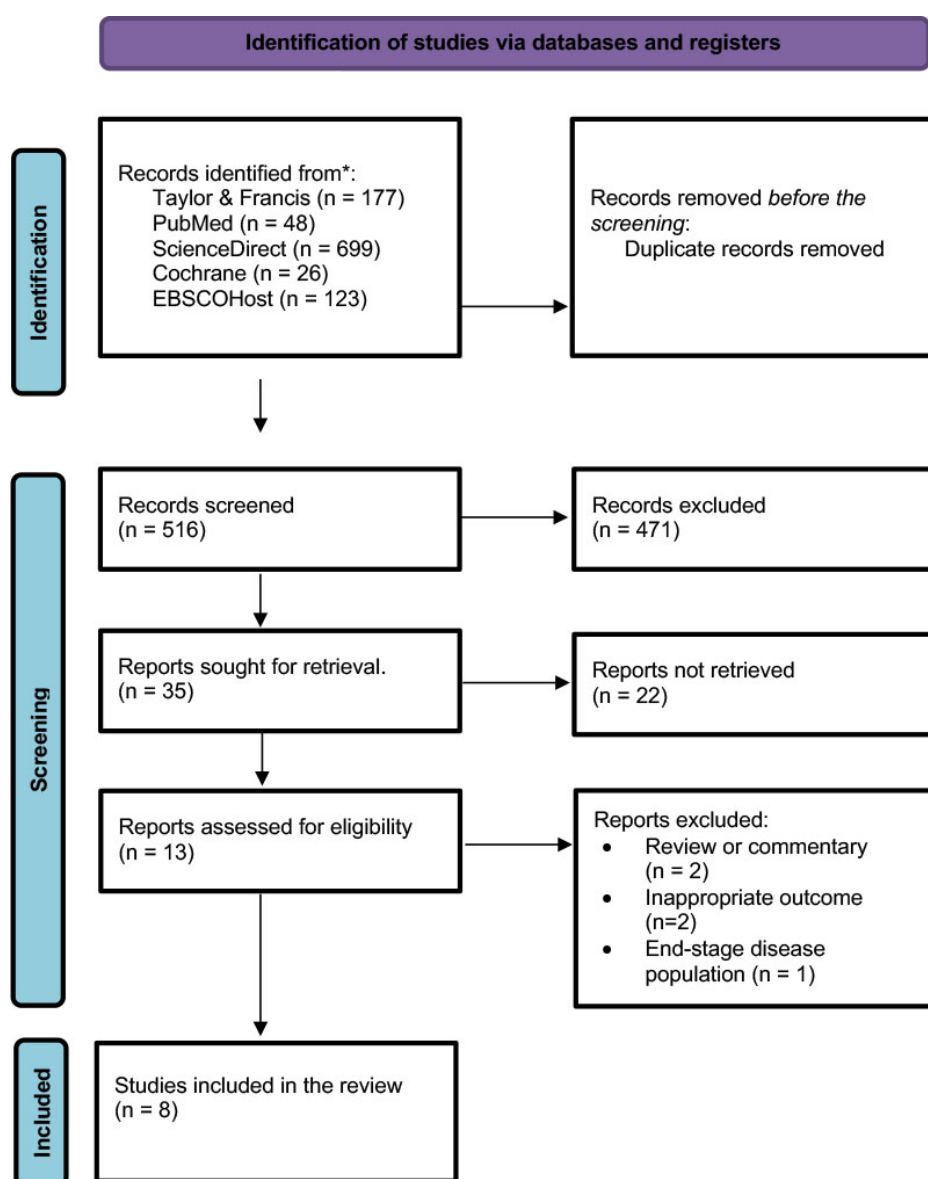 Identification of studies via databases and registers
Identification
Records identified from*:
Taylor & Francis (n = 177)
PubMed (n = 48)
ScienceDirect (n = 699)
Cochrane (n = 26)
EBSCOHost (n = 123)
Records removed before the
screening:
Duplicate records removed
Screening
Records screened
(n = 516)
Records excluded
(n = 471)
Reports sought for retrieval.
(n = 35)
Reports not retrieved
(n = 22)
Reports assessed for eligibility
(n = 13)
Reports excluded:
• Review or commentary
(n = 2)
• Inappropriate outcome
(n=2)
• End-stage disease
population (n = 1)
Included
Studies included in the review
(n = 8)